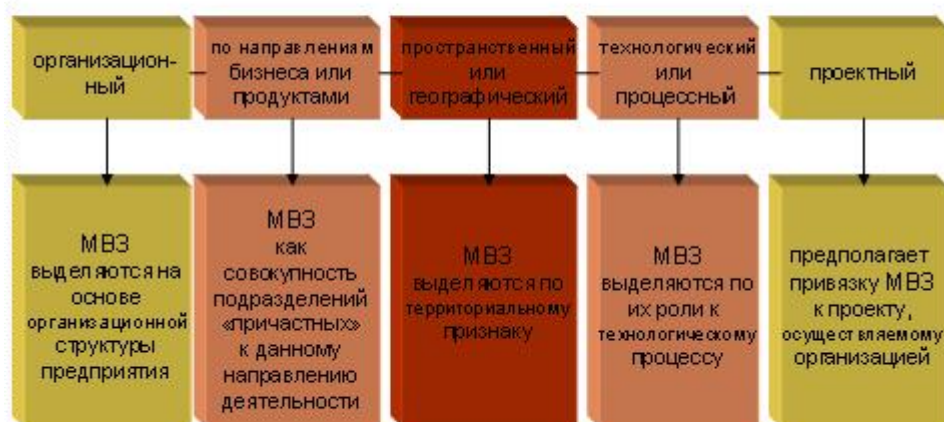 организацион-
ный
по направлениям
бизнеса или
продуктами
пространственный
или
географический
технологический
или
процессный
проектный
МВЗ
выделяются на
основе
организационной
структуры
предприятия
МВЗ
как
совокупность
подразделений
«причастных»
к данному
направлению
деятельности
МВЗ
выделяются по
территориальному
признаку
МВЗ
выделяются по
их роли к
технологическому
процессу
предполагает
привязку МВЗ
к проекту,
осуществляемому
организацией